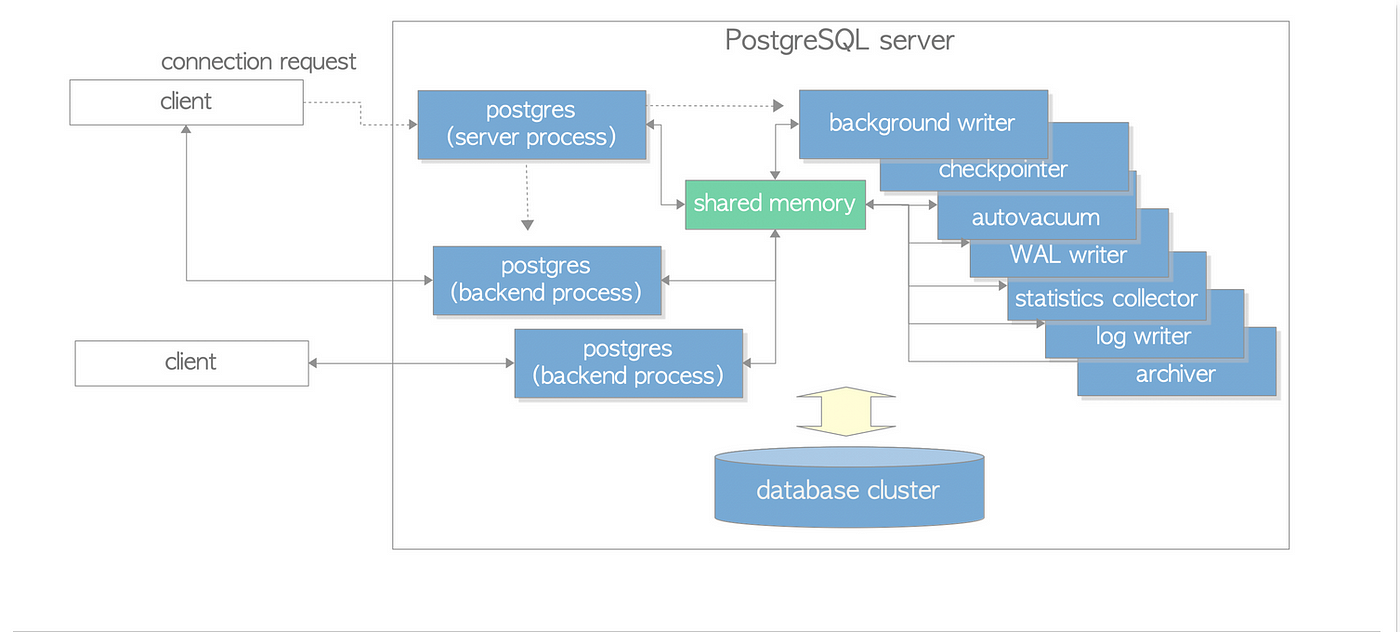 PostgreSQL server
connection request
client
postgres
(server process)
background writer
checkpointer
shared memory
autovacuum
WAL writer
postgres
(backend process)
statistics collector
log writer
client
postgres
(backend process)
archiver
database cluster